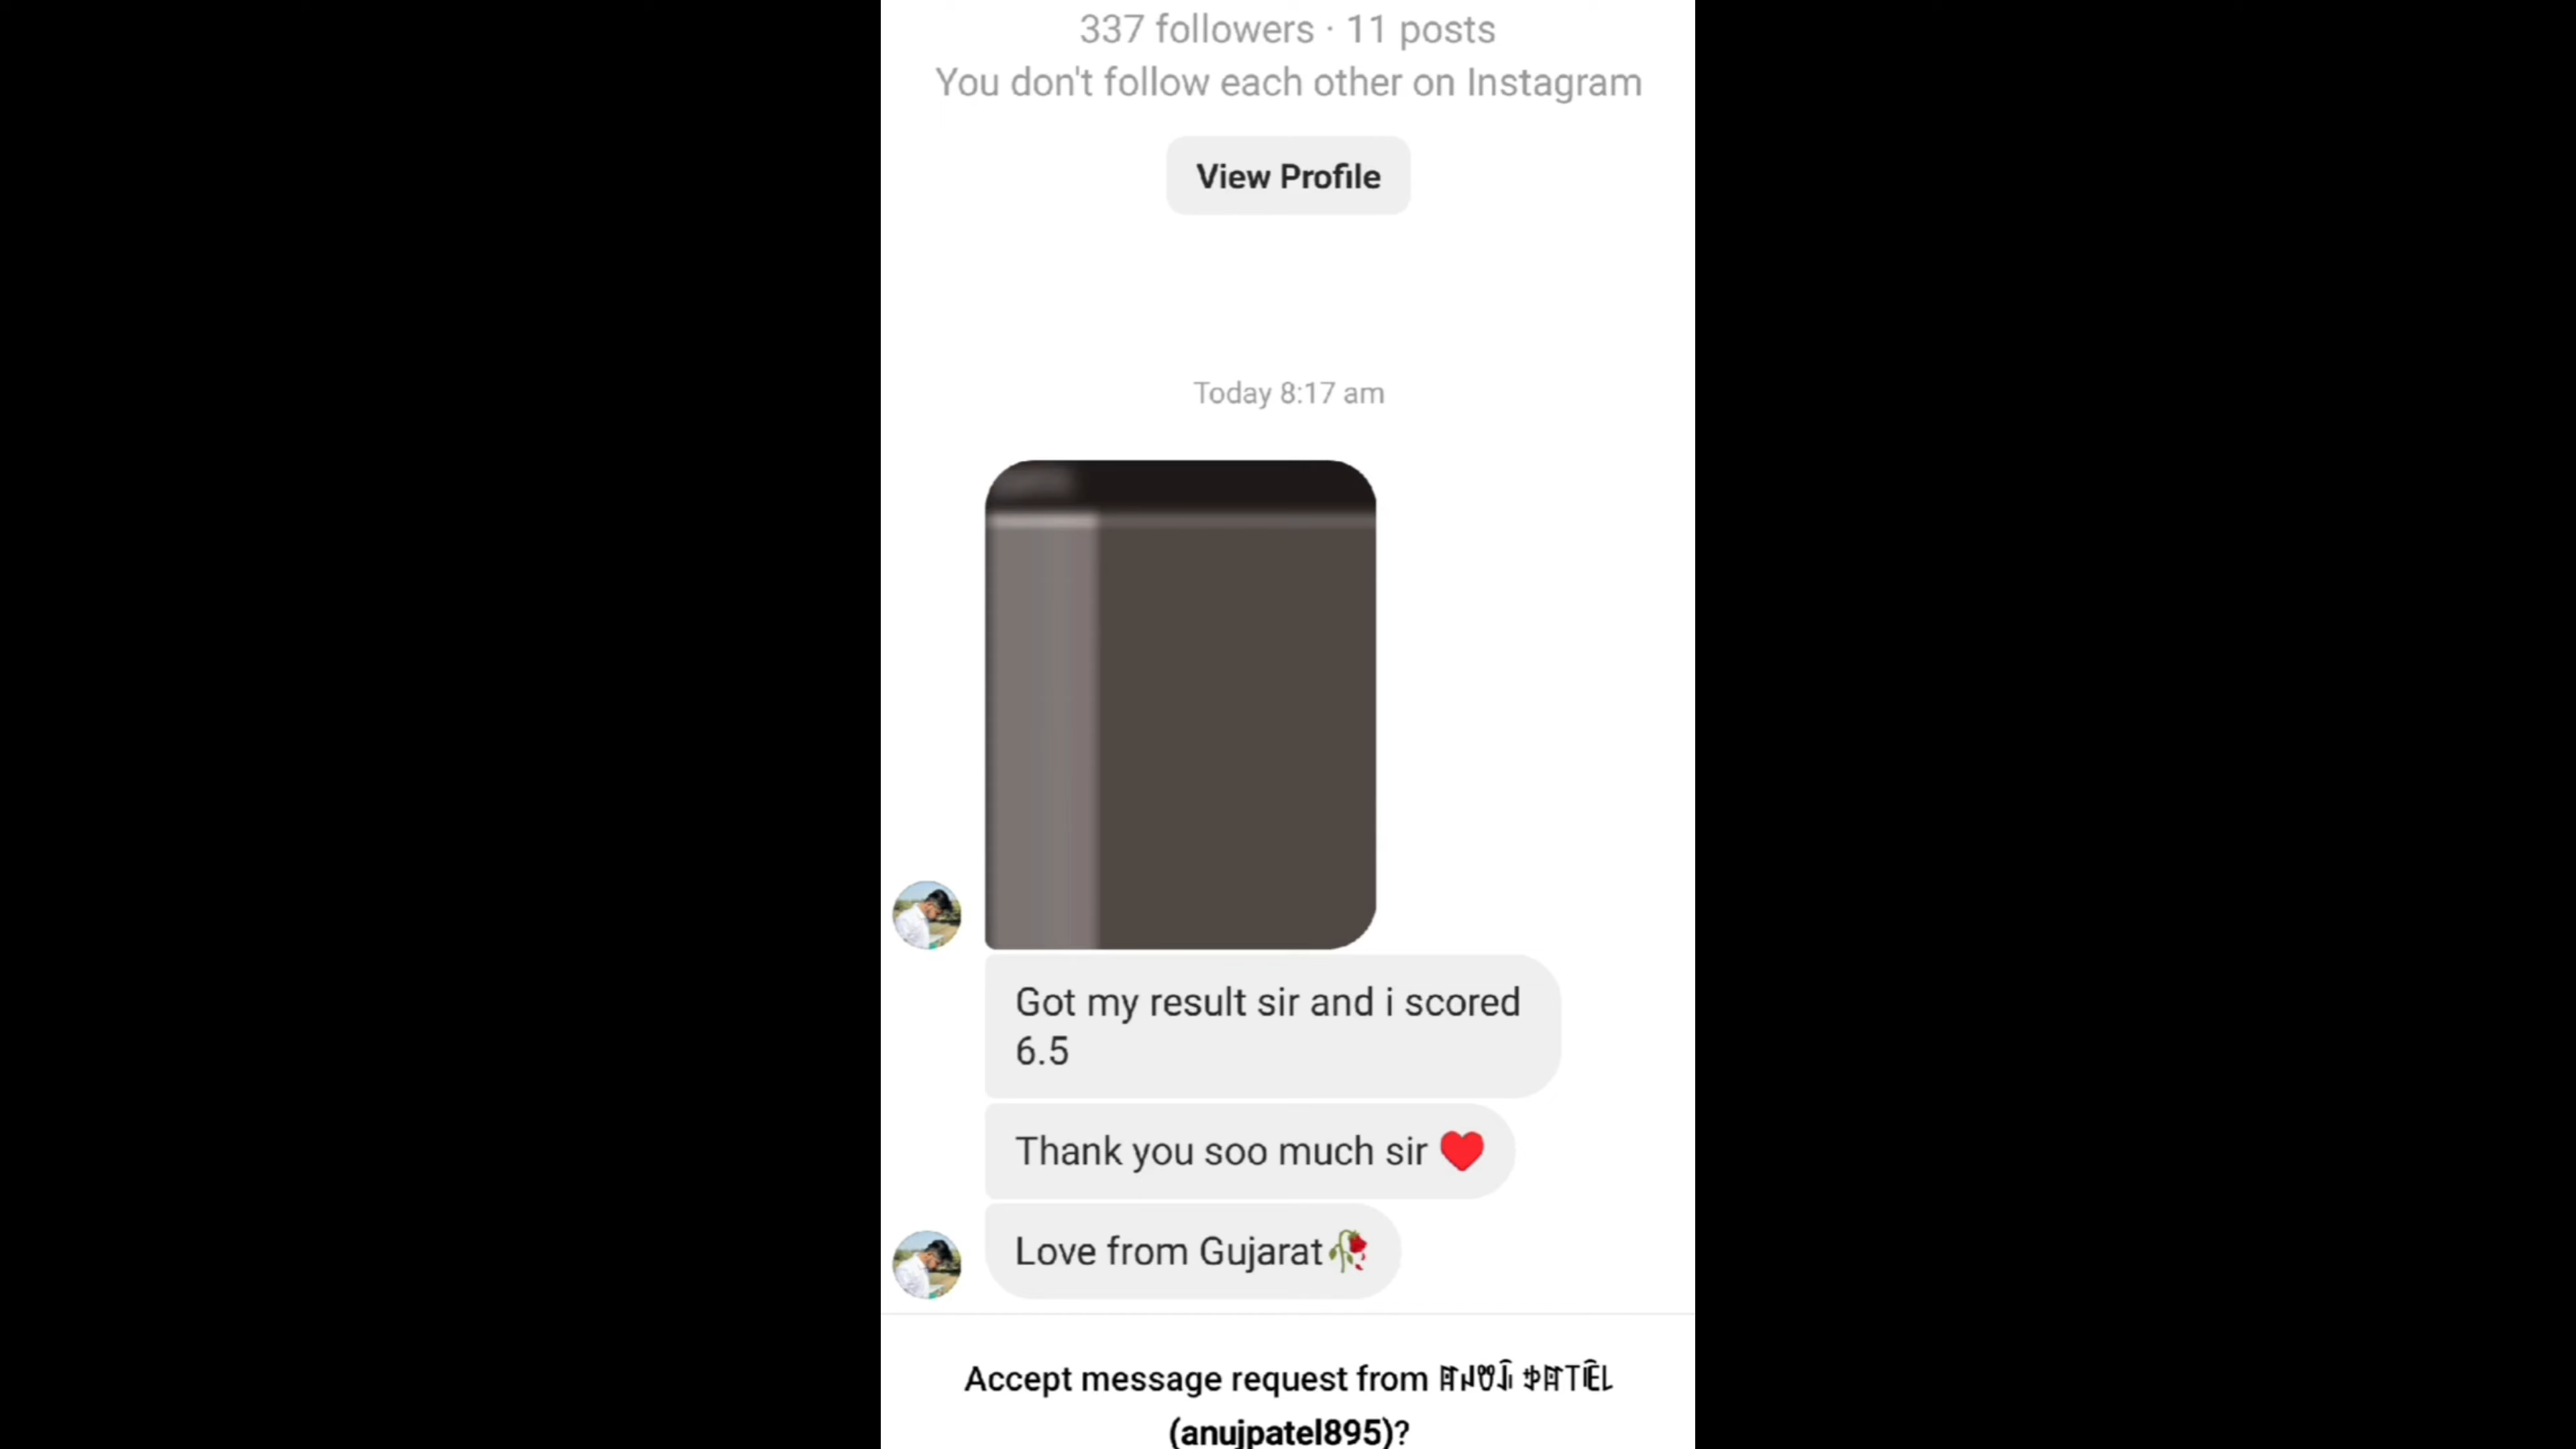 337 followers · 11 posts
You don't follow each other on Instagram
View Profile
Today 8:17 am
Got my result sir and i scored
6.5
Thank you soo much sir ❤️
Love from Gujarat🥀
Accept message request from
(anujpatel895)?